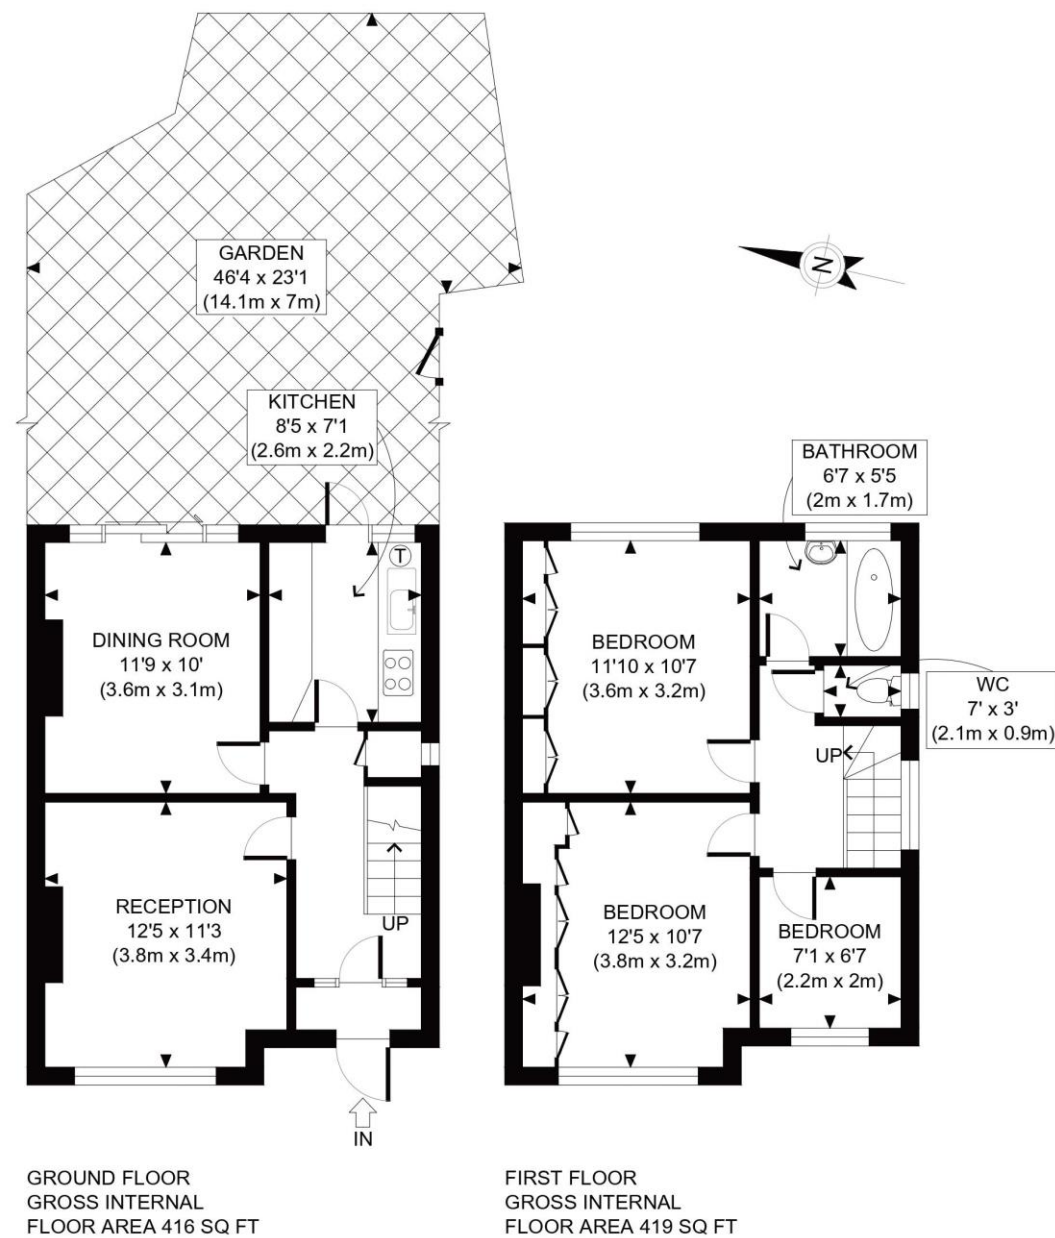 GARDEN
46'4 x 23'1
(14.1m x 7m)
N
KITCHEN
8'5 x 7'1
(2.6m x 2.2m)
BATHROOM
6'7 x 5'5
(2m x 1.7m)
T
DINING ROOM
11'9 x 10'
(3.6m x 3.1m)
BEDROOM
11'10 x 10'7
(3.6m x 3.2m)
WC
7' x 3'
(2.1m x 0.9m)
UP
RECEPTION
12'5 x 11'3
(3.8m x 3.4m)
UP
BEDROOM
12'5 x 10'7
(3.8m x 3.2m)
BEDROOM
7'1 x 6'7
(2.2m x 2m)
IN
GROUND FLOOR
GROSS INTERNAL
FLOOR AREA 416 SQ FT
FIRST FLOOR
GROSS INTERNAL
FLOOR AREA 419 SQ FT